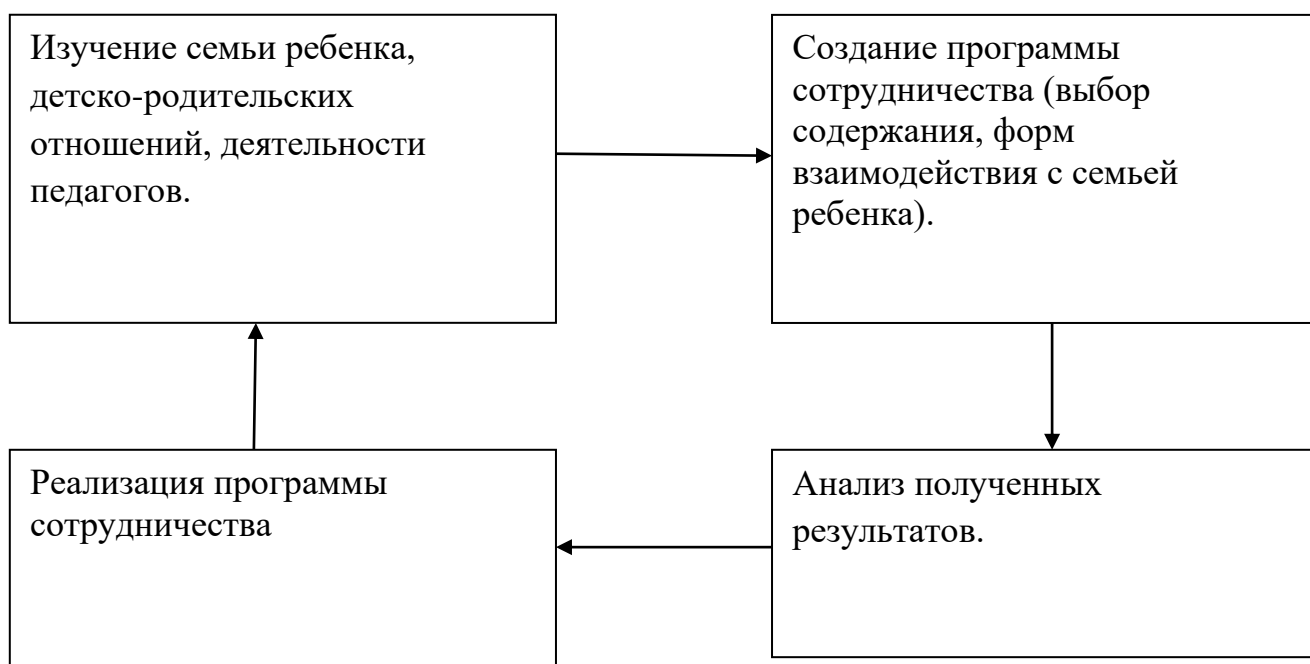 Изучение семьи ребенка,
детско-родительских
отношений, деятельности
педагогов.
Создание программы
сотрудничества (выбор
содержания, форм
взаимодействия с семьей
ребенка).
Реализация программы
сотрудничества
Анализ полученных
результатов.